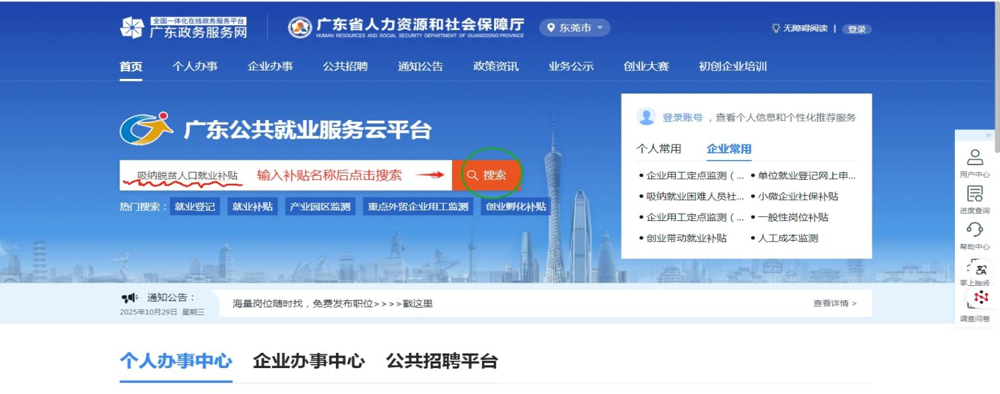 全国一体化在线政务服务平台
广东政务服务网
广东省人力资源和社会保障厅
HUMAN RESOURCES AND SOCIAL SECURITY DEPARTMENT OF GUANGDONG PROVINCE
东莞市
无障碍阅读 | 登录
首页 个人办事 企业办事 公共招聘 通知公告 政策资讯 业务公示 创业大赛 初创企业培训
广东公共就业服务云平台
吸纳脱贫人口就业补贴 输入补贴名称后点击搜索 搜索
热门搜索: 就业登记 就业补贴 产业园区监测 重点外贸企业用工监测 创业孵化补贴
登录账号 ，查看个人信息和个性化推荐服务
个人常用 企业常用
• 企业用工定点监测 ( ... • 单位就业登记网上申...
• 吸纳就业困难人员社... • 小微企业社保补贴
• 企业用工定点监测 ( ... • 一般性岗位补贴
• 创业带动就业补贴 • 人工成本监测
»
用户中心
进度查询
帮助中心
掌上服务
调查问卷
通知公告：
2025年10月29日 星期三
海量岗位随时找，免费发布职位>>>>戳这里
查看详情 >
个人办事中心 企业办事中心 公共招聘平台